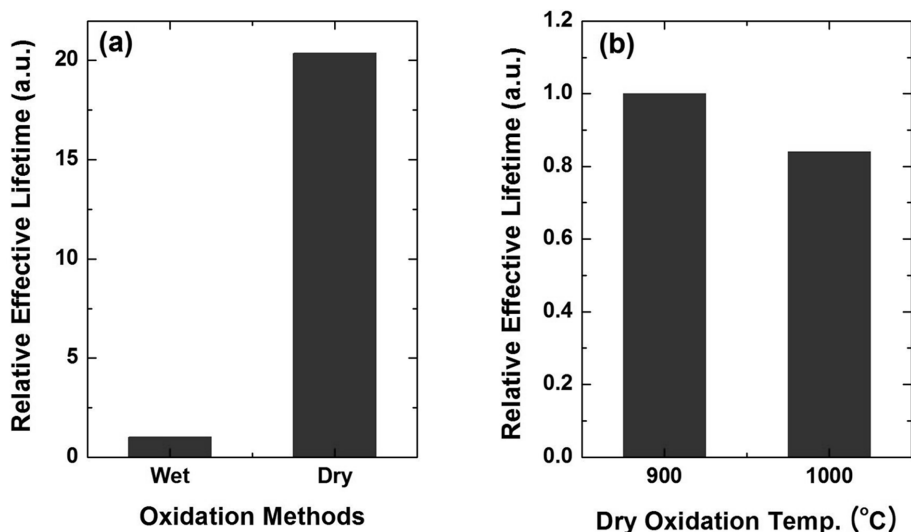 (a)
Relative Effective Lifetime (a.u.)
20
15
10
5
0
Wet
Dry
Oxidation Methods
(b)
Relative Effective Lifetime (a.u.)
1.2
1.0
0.8
0.6
0.4
0.2
0.0
900
1000
Dry Oxidation Temp. (°C)